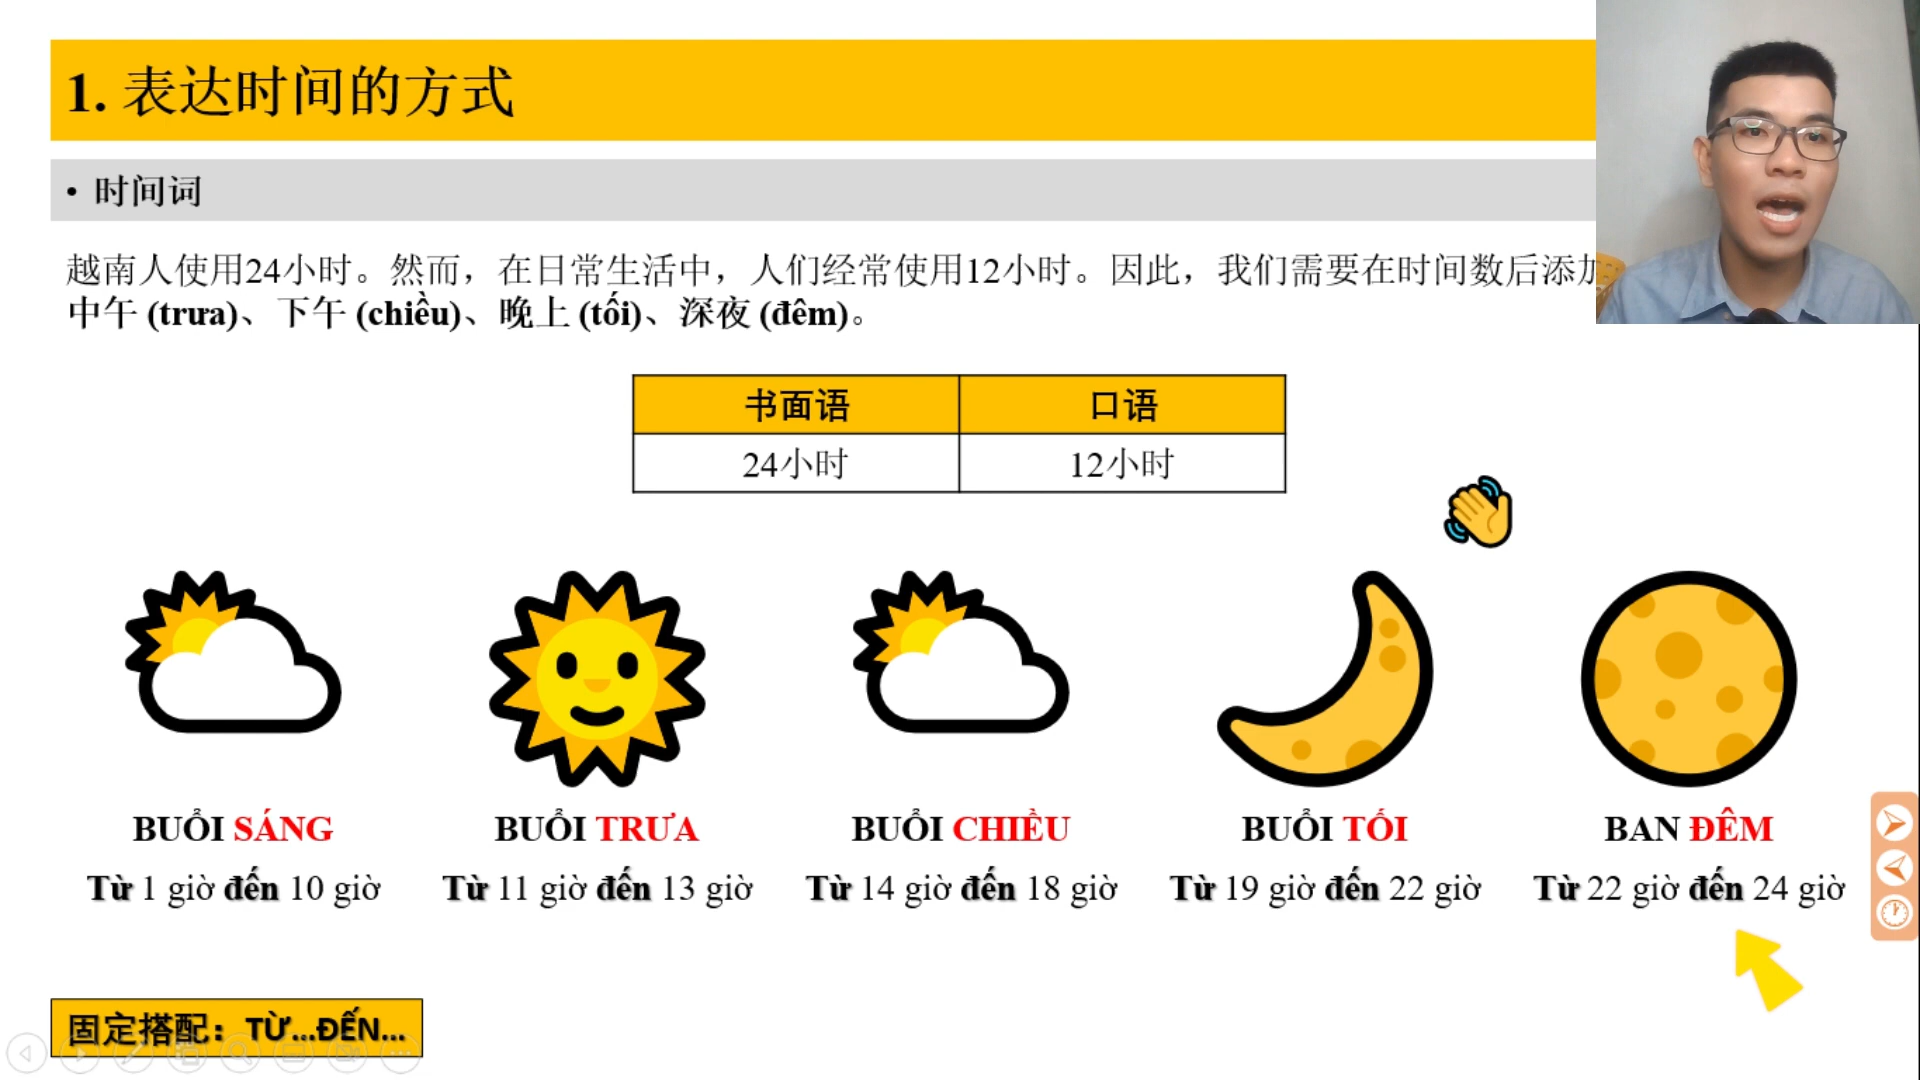 1. 表达时间的方式
• 时间词
越南人使用24小时。然而，在日常生活中，人们经常使用12小时。因此，我们需要在时间数后添
中午 (trưa)、下午 (chiều)、晚上 (tối)、深夜 (đêm)。
书面语 口语
24小时 12小时
BUỔI SÁNG BUỔI TRƯA BUỔI CHIỀU BUỔI TỐI BAN ĐÊM
Từ 1 giờ đến 10 giờ Từ 11 giờ đến 13 giờ Từ 14 giờ đến 18 giờ Từ 19 giờ đến 22 giờ Từ 22 giờ đến 24 giờ
固定搭配：TỪ...ĐẾN...